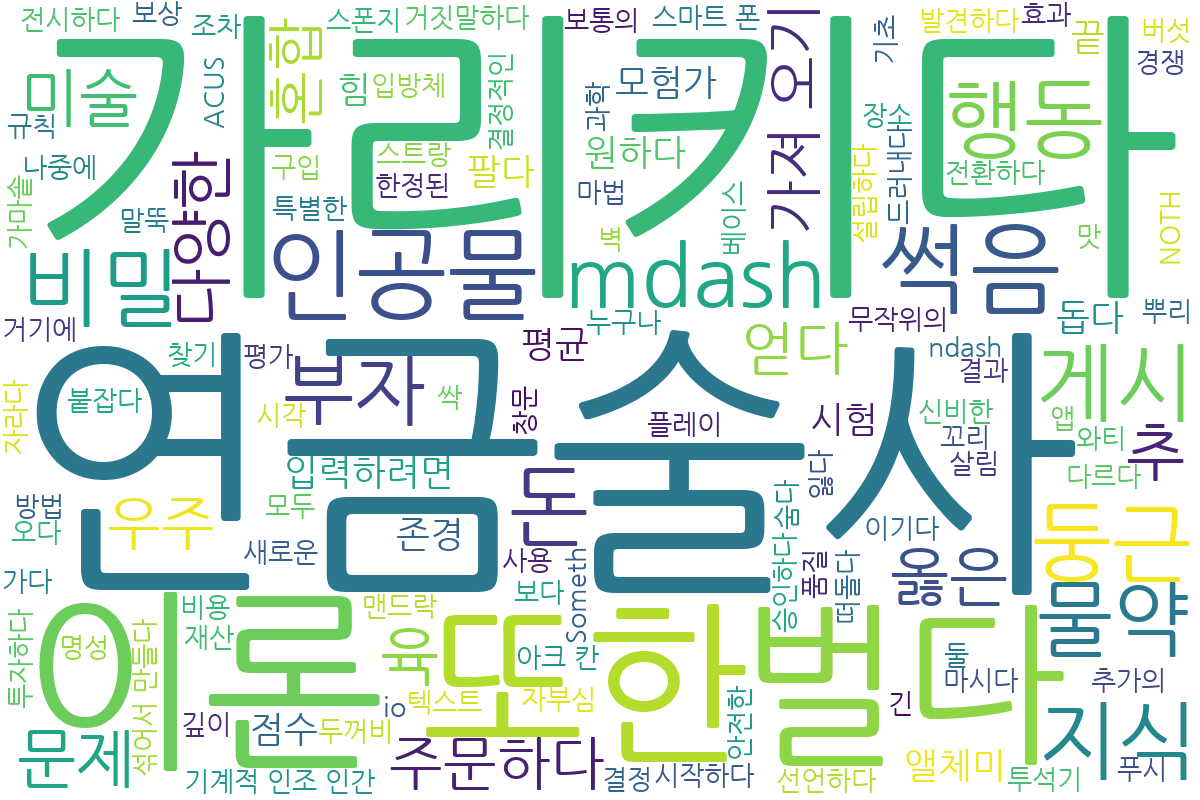 전시하다
보상
조차
스폰지
거짓말하다
보통의
스마트 폰
발견하다
효과
끝
버섯
경쟁
가리키다
미술
혼합
힘
입방체
결정적인
모험가
과학
가져 오기
기초
행동
ACUS
규칙
나중에
다양한
구입
스트랑
한정된
팔다
원하다
마법
장소
설립하다
드러내다소
전환하다
가마솥
말뚝
특별한
뼈
베이스
맛
NOTH
비밀
인공물
mdash
썩음
거기에
찾기
평가
평균
누구나
얻다
무작위의
돕다
뿌리
ndash
결과
연금술사
붙잡다
부자
시각
싹
창문
플레이
시험
신비한
꼬리
살림
게시
앱
와티
다르다
추
자라다
입력하려면
돈
잃다
방법
오다
우주
모두
존경
새로운
사용
숨다
이기다
품질
떠돌다
승인하다
옳은
둥근
물약
가다
보다
Someth
이론
또한
벌다
비용
재산
맨드락
육
투자하다
명성
섞어서 만들다
아크 칸
둘
마시다
추가의
깊이
점수
두꺼비
io
텍스트
자부심
안전한
긴
지식
문제
주문하다
기계적 인조 인간
결정
시작하다
선언하다
앨체미
투석기
푸시